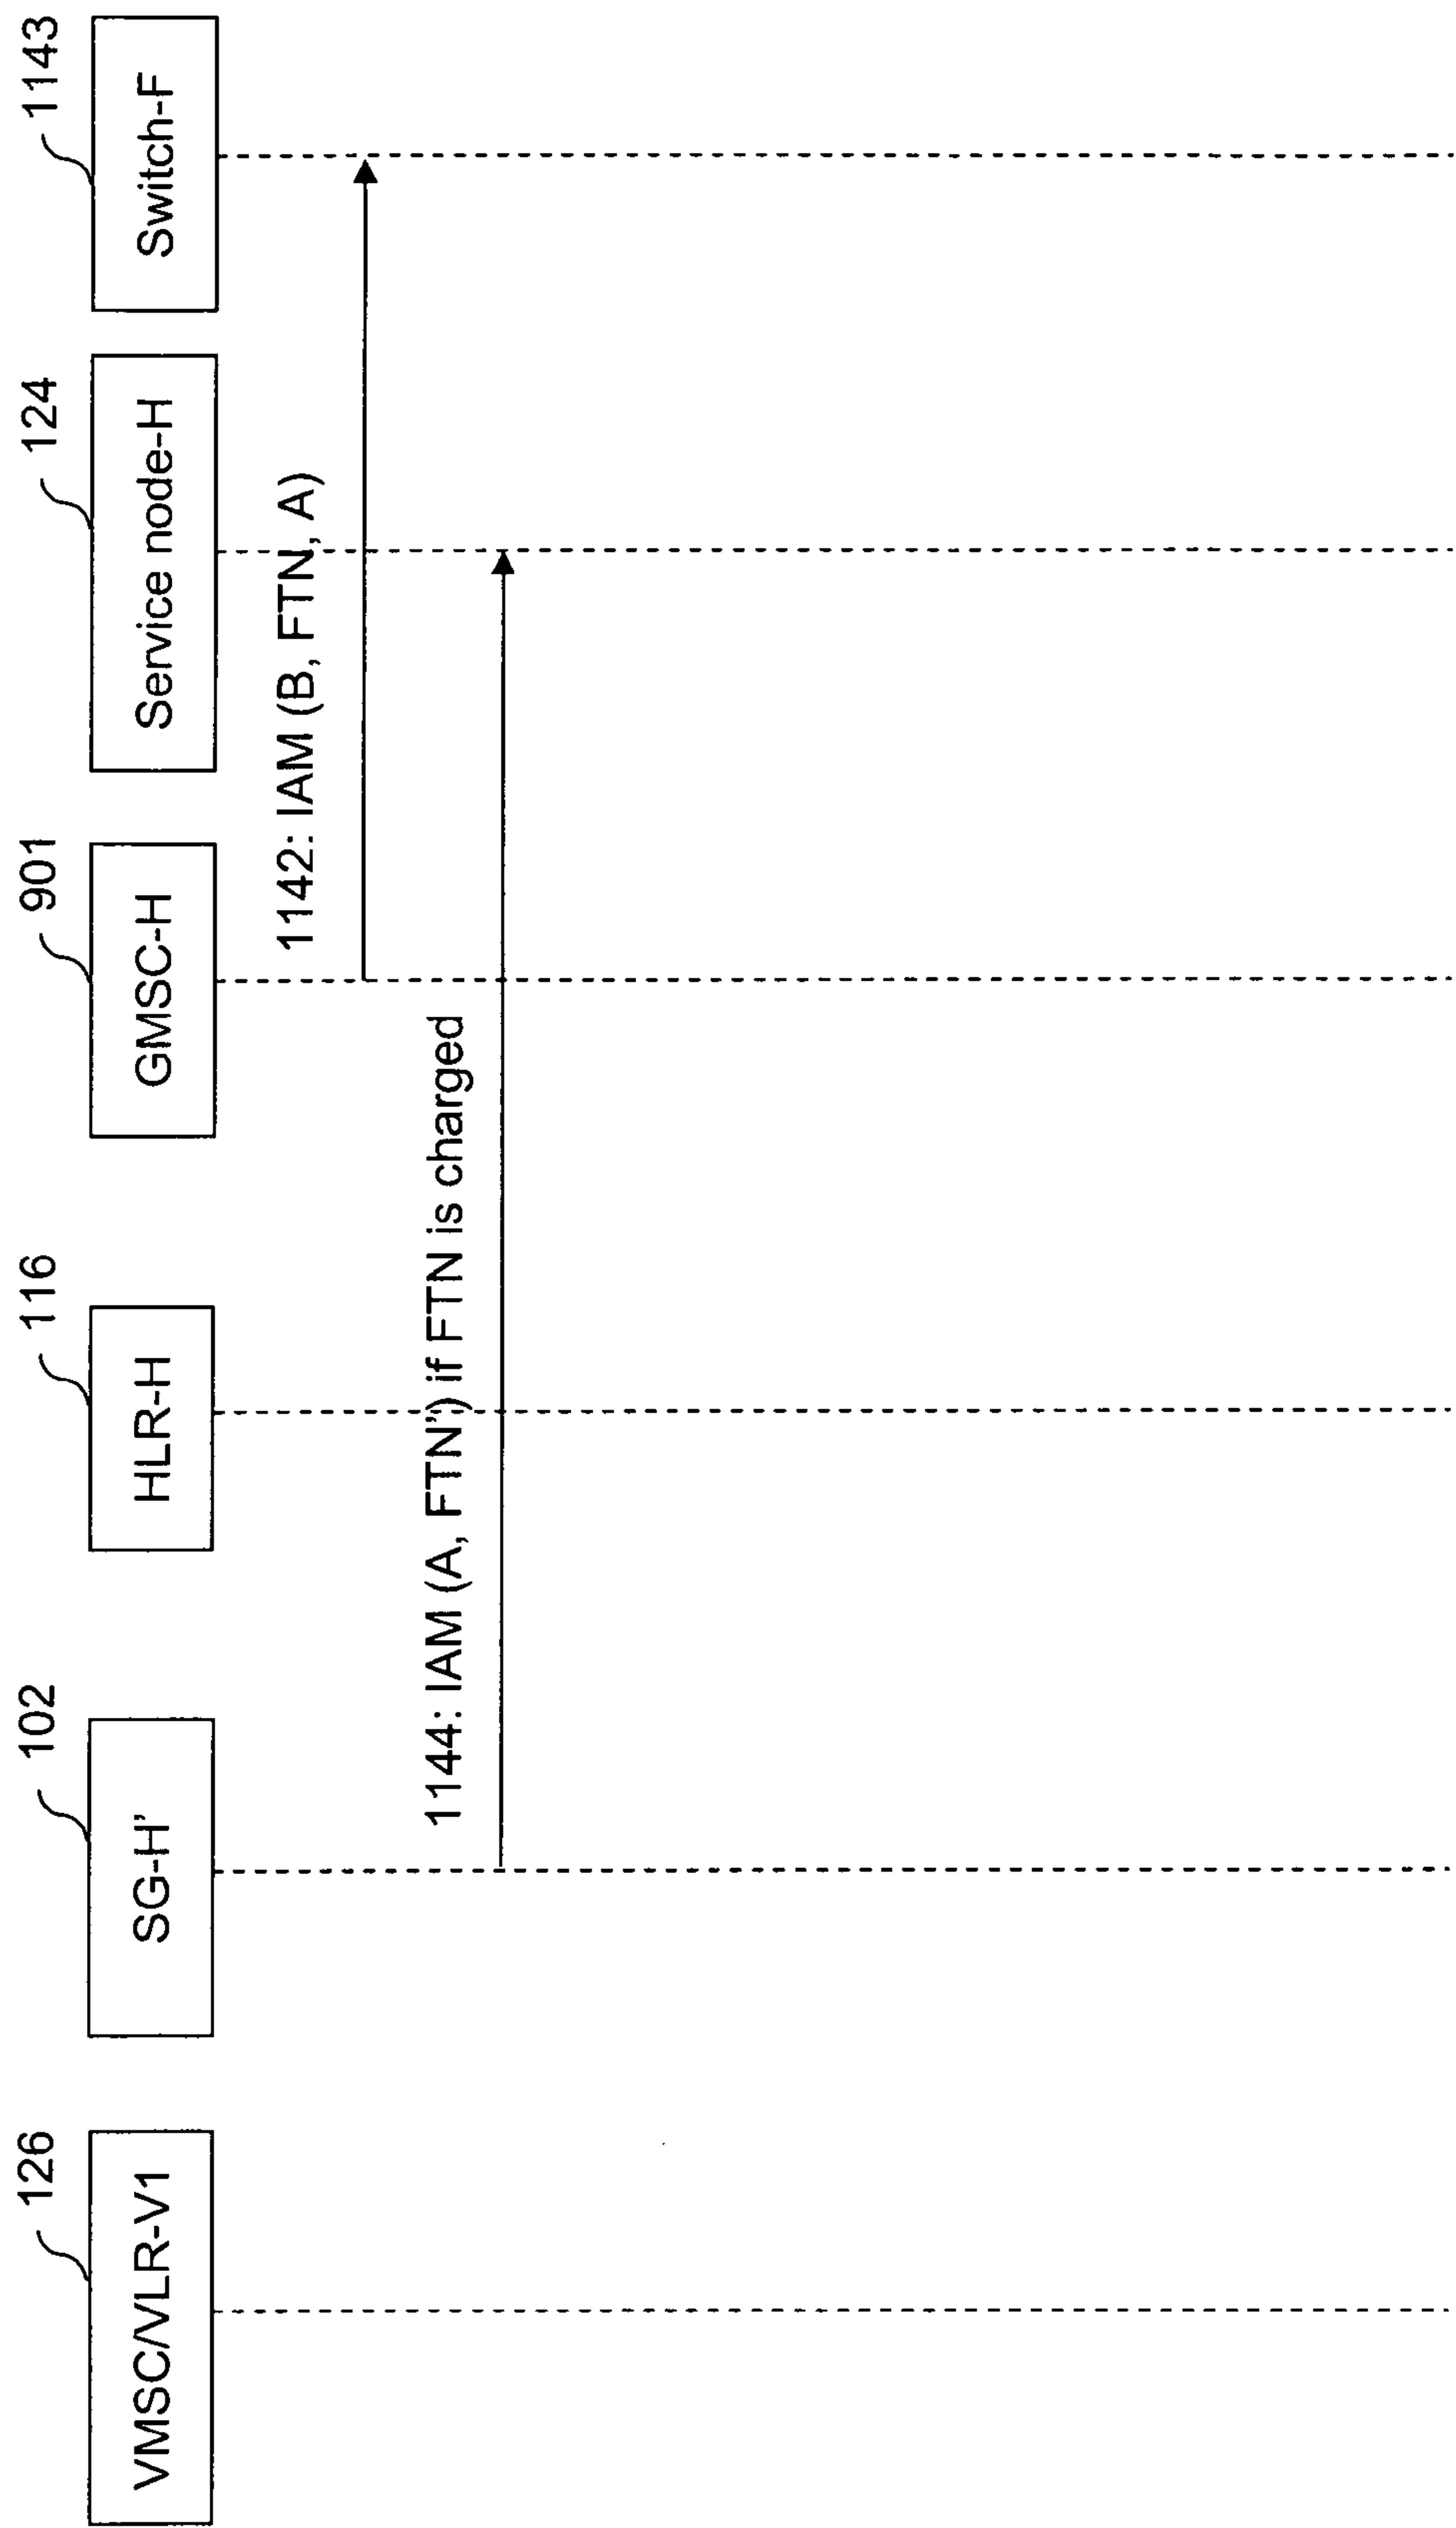 126
102
116
901
124
1143
VMSC/VLR-V1
SG-H’
HLR-H
GMSC-H
Service node-H
Switch-F
1142: IAM (B, FTN, A)
1144: IAM (A, FTN’) if FTN is charged